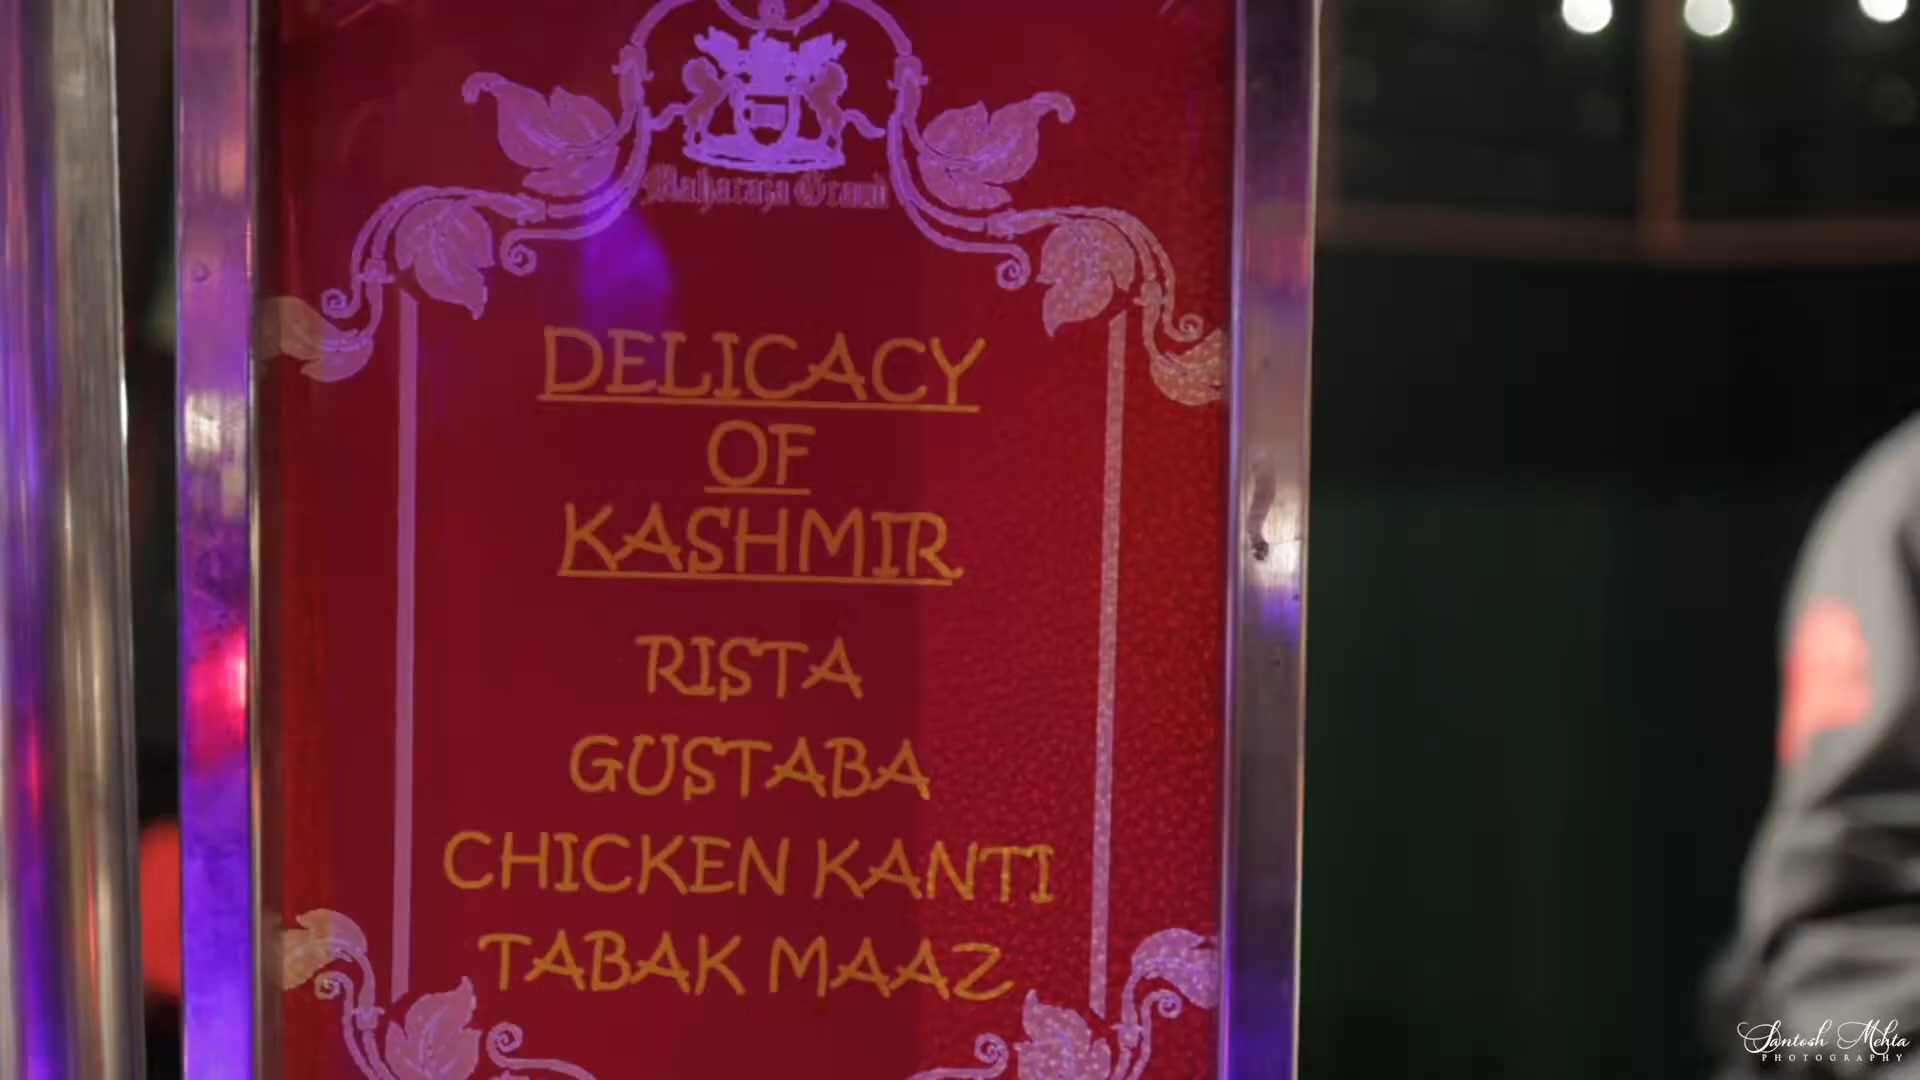 Maharaja Grand
DELICACY
OF
KASHMIR
RISTA
GUSTABA
CHICKEN KANTI
TABAK MAAZ
Santosh Mehta
PHOTOGRAPHY